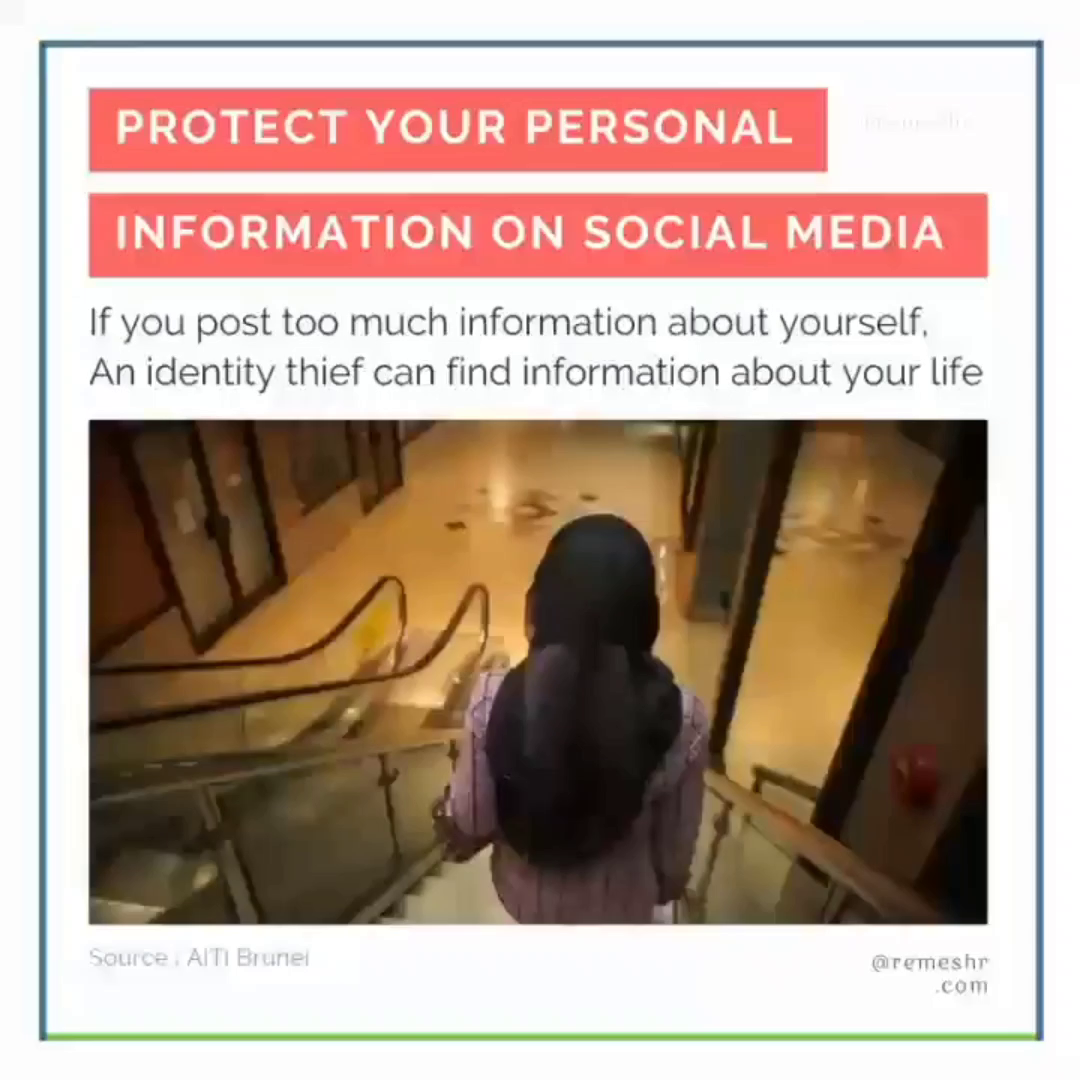 PROTECT YOUR PERSONAL
INFORMATION ON SOCIAL MEDIA
If you post too much information about yourself,
An identity thief can find information about your life
Source : AITI Brunei
@remeshr
.com